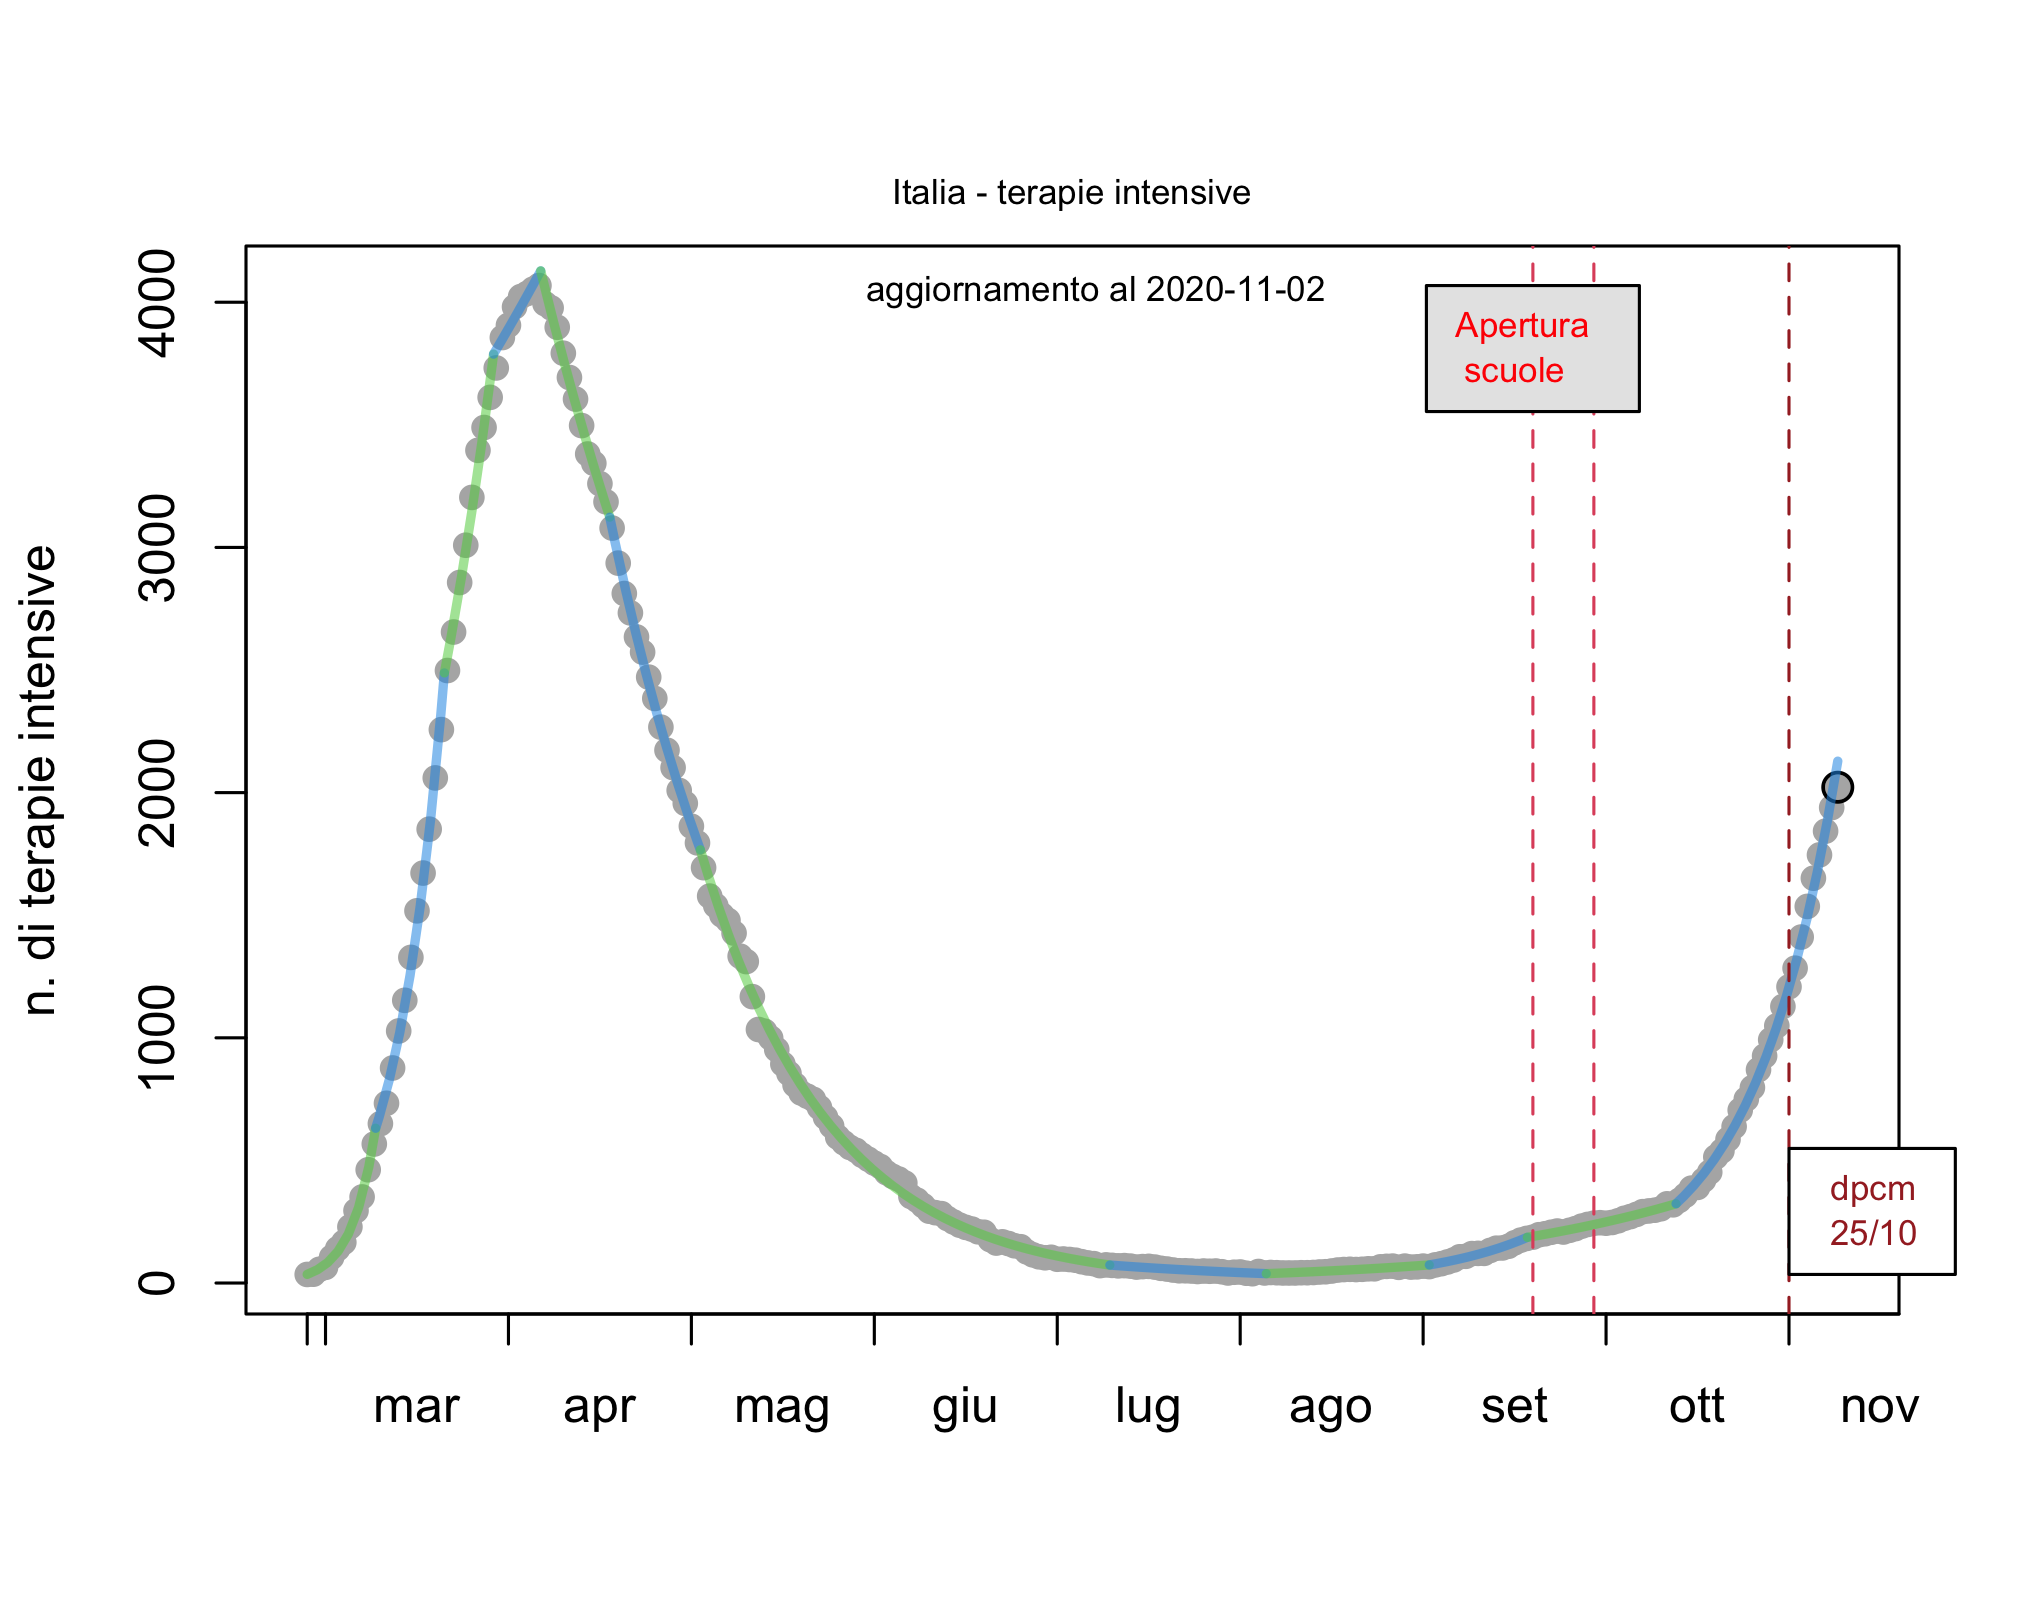 Italia - terapie intensive
aggiornamento al 2020-11-02
Apertura
scuole
n. di terapie intensive
4000
3000
2000
1000
0
dpcm
25/10
mar apr mag giu lug ago set ott nov